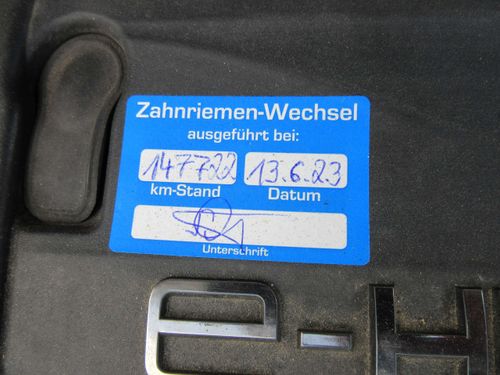 Zahnriemen-Wechsel
ausgeführt bei:
147722 13.6.23
km-Stand Datum
Unterschrift
e-H